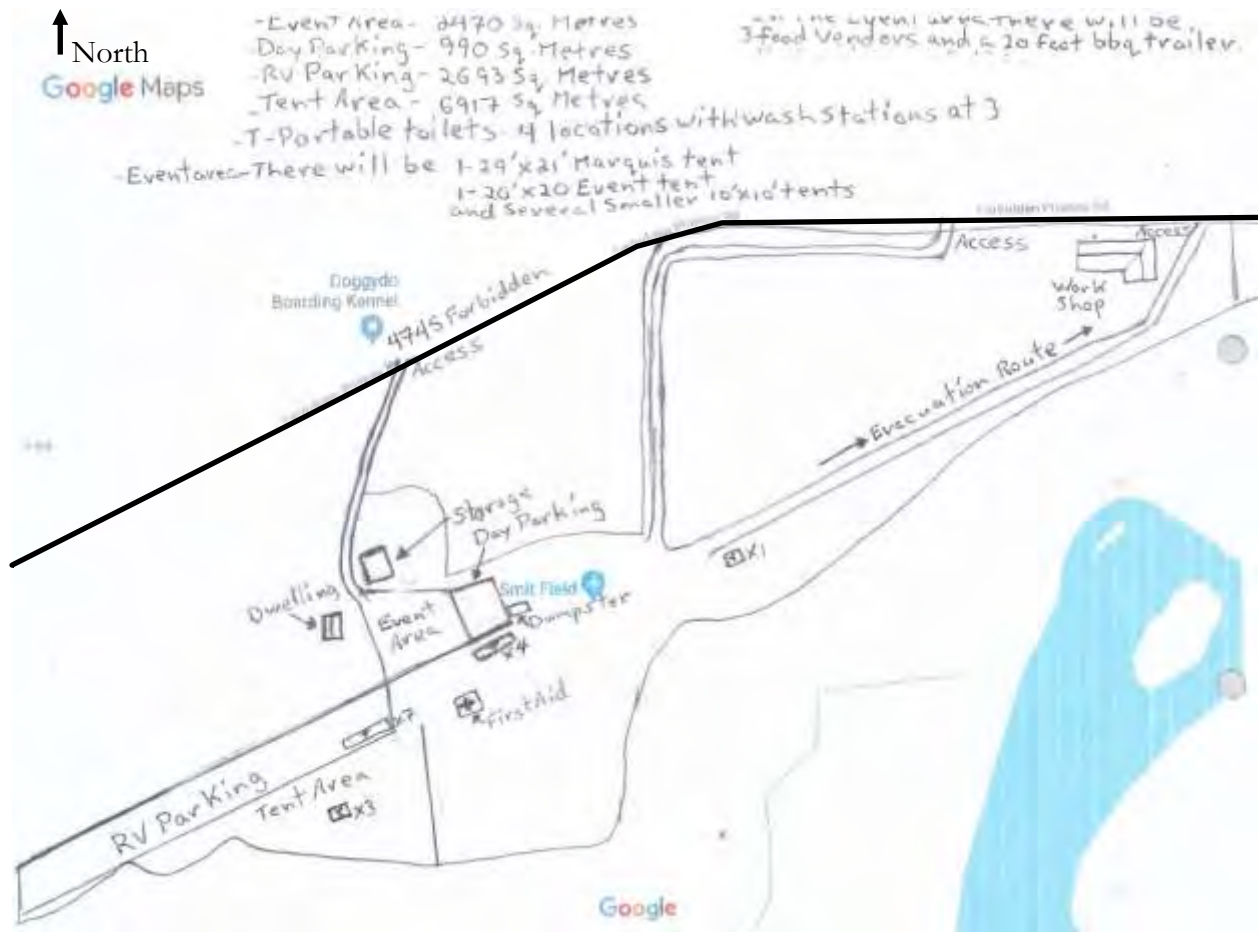 North
Google Maps
-Event Area- 2470 Sq. Metres
-Day Parking- 990 Sq. Metres
-RV Parking- 2693 Sq Metres
-Tent Area- 6917 Sq Metres
-T-Portable toilets 4 locations with wash stations at 3
-Event area-There will be 1-29'x21' Marquis tent
1-20'x20 Event tent
and several smaller 10'x10' tents
there will be
3 food vendors and a 20 feet bbq trailer.
Doggydo
Boarding Kennel
4745 Forbidden
Access
Access
Access
Work
Shop
Evacuation Route
Storage
Day Parking
x1
Dwelling
Event
Area
Smit Field
Dumpster
x4
First Aid
x7
RV Parking
Tent Area
x3
Google